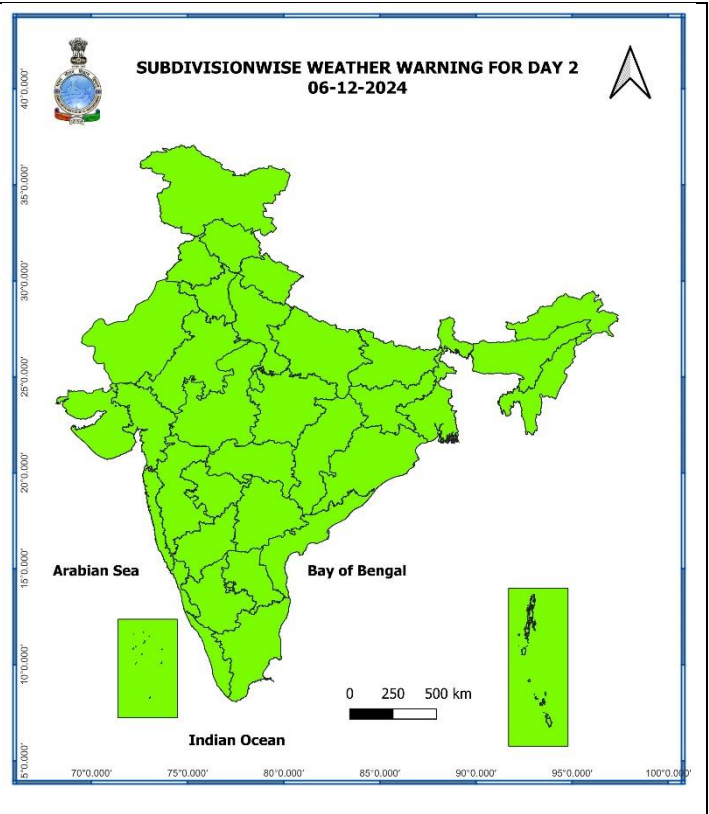 SUBDIVISIONWISE WEATHER WARNING FOR DAY 2
06-12-2024
40°0.000'
35°0.000'
30°0.000'
25°0.000'
20°0.000'
15°0.000'
10°0.000'
5°0.000'
Arabian Sea
Bay of Bengal
0 250 500 km
Indian Ocean
70°0.000' 75°0.000' 80°0.000' 85°0.000' 90°0.000' 95°0.000' 100°0.000'